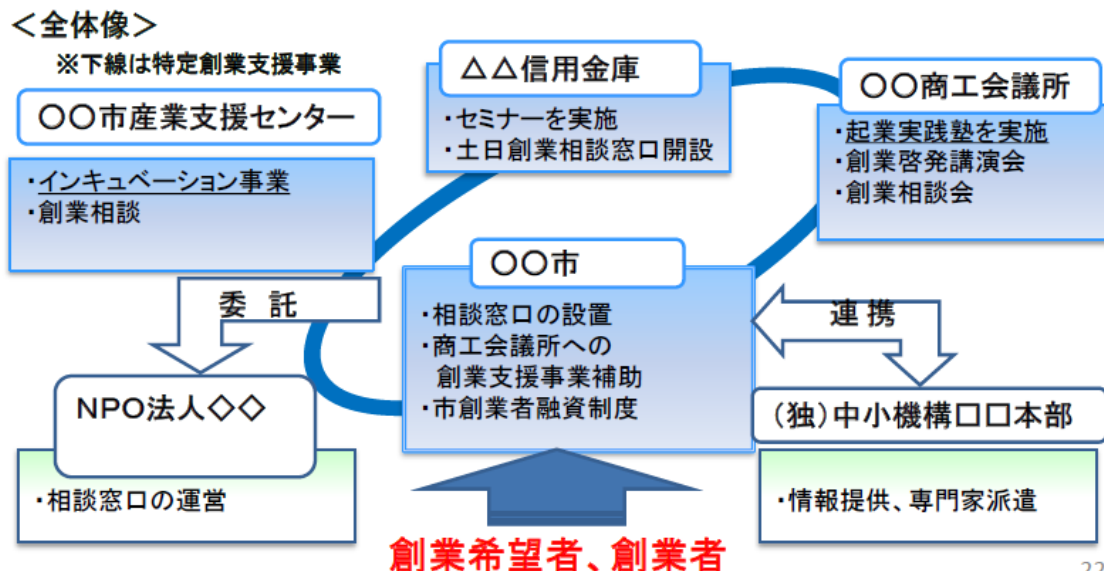 <全体像>
※下線は特定創業支援事業
〇〇市産業支援センター
・インキュベーション事業
・創業相談
△△信用金庫
・セミナーを実施
・土日創業相談窓口開設
〇〇商工会議所
・起業実践塾を実施
・創業啓発講演会
・創業相談会
〇〇市
・相談窓口の設置
・商工会議所への
創業支援事業補助
・市創業者融資制度
委 託
連 携
NPO法人◇◇
・相談窓口の運営
(独)中小機構□□本部
・情報提供、専門家派遣
創業希望者、創業者
22